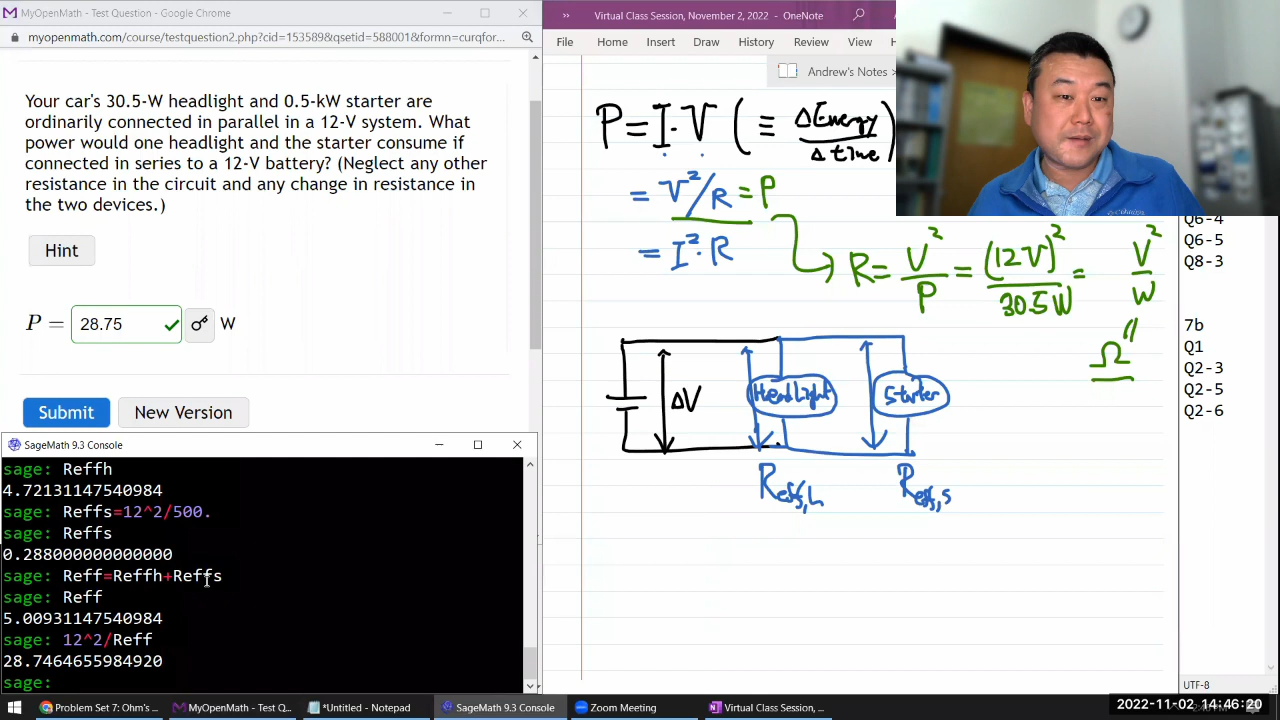 MyOpenMath - Test Question - Google Chrome
myopenmath.com/course/testquestion2.php?cid=153589&qsetid=588001&formn=curqfor...
Your car's 30.5-W headlight and 0.5-kW starter are
ordinarily connected in parallel in a 12-V system. What
power would one headlight and the starter consume if
connected in series to a 12-V battery? (Neglect any other
resistance in the circuit and any change in resistance in
the two devices.)
Hint
P = 28.75 W
Submit
New Version
SageMath 9.3 Console
sage: Reffh
4.72131147540984
sage: Reffs=12^2/500.
sage: Reffs
0.288000000000000
sage: Reff=Reffh+Reffs
sage: Reff
5.00931147540984
sage: 12^2/Reff
28.7464655984920
sage:
Virtual Class Session, November 2, 2022 - OneNote
File Home Insert Draw History Review View
Andrew's Notes >
P = I · V ( ≡ ΔEnergy / Δtime )
= V²/R = P
= I² · R
R = V² / P = (12V)² / 30.5W = V² / W
Ω
ΔV
Headlight
Starter
Reff,h
Reff,s
Q6-4
Q6-5
Q8-3
7b
Q1
Q2-3
Q2-5
Q2-6
UTF-8
Problem Set 7: Ohm's ...
MyOpenMath - Test Q...
*Untitled - Notepad
SageMath 9.3 Console
Zoom Meeting
Virtual Class Session, ...
2022-11-02 14:46:20